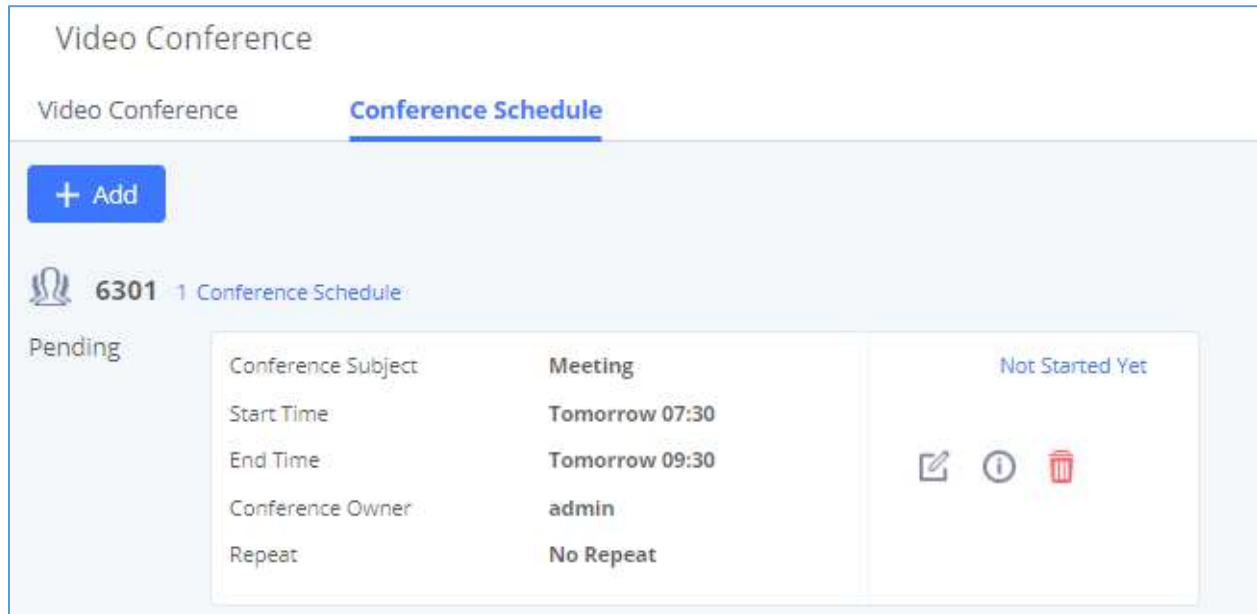 Video Conference
Video Conference Conference Schedule
+ Add
6301 1 Conference Schedule
Pending
Conference Subject Meeting Not Started Yet
Start Time Tomorrow 07:30
End Time Tomorrow 09:30
Conference Owner admin
Repeat No Repeat